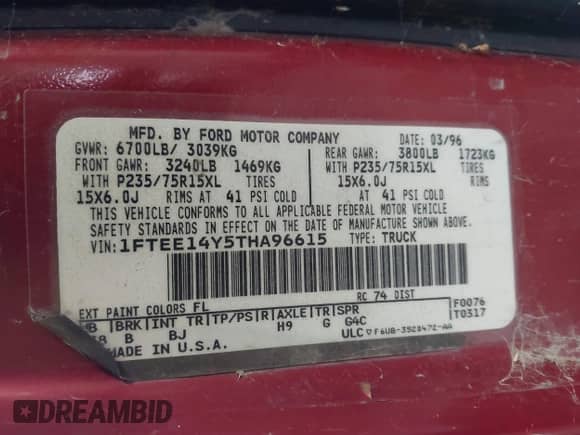 MFD. BY FORD MOTOR COMPANY
DATE: 03/96
GVWR: 6700LB/ 3039KG
FRONT GAWR: 3240LB 1469KG
REAR GAWR: 3800LB 1723KG
WITH P235/75R15XL TIRES
WITH P235/75R15XL TIRES
15X6.0J RIMS AT 41 PSI COLD
15X6.0J RIMS
AT 41 PSI COLD
THIS VEHICLE CONFORMS TO ALL APPLICABLE FEDERAL MOTOR VEHICLE
SAFETY STANDARDS IN EFFECT ON THE DATE OF MANUFACTURE SHOWN ABOVE.
VIN: 1FTEE14Y5THA96615 TYPE: TRUCK
EXT PAINT COLORS FL RC 74 DIST
F0076
T0317
B |BRK|INT TR|TP/PS|R|AXLE|TR|SPR
8 B BJ H9 G G4C
MADE IN U.S.A.
DREAMBID